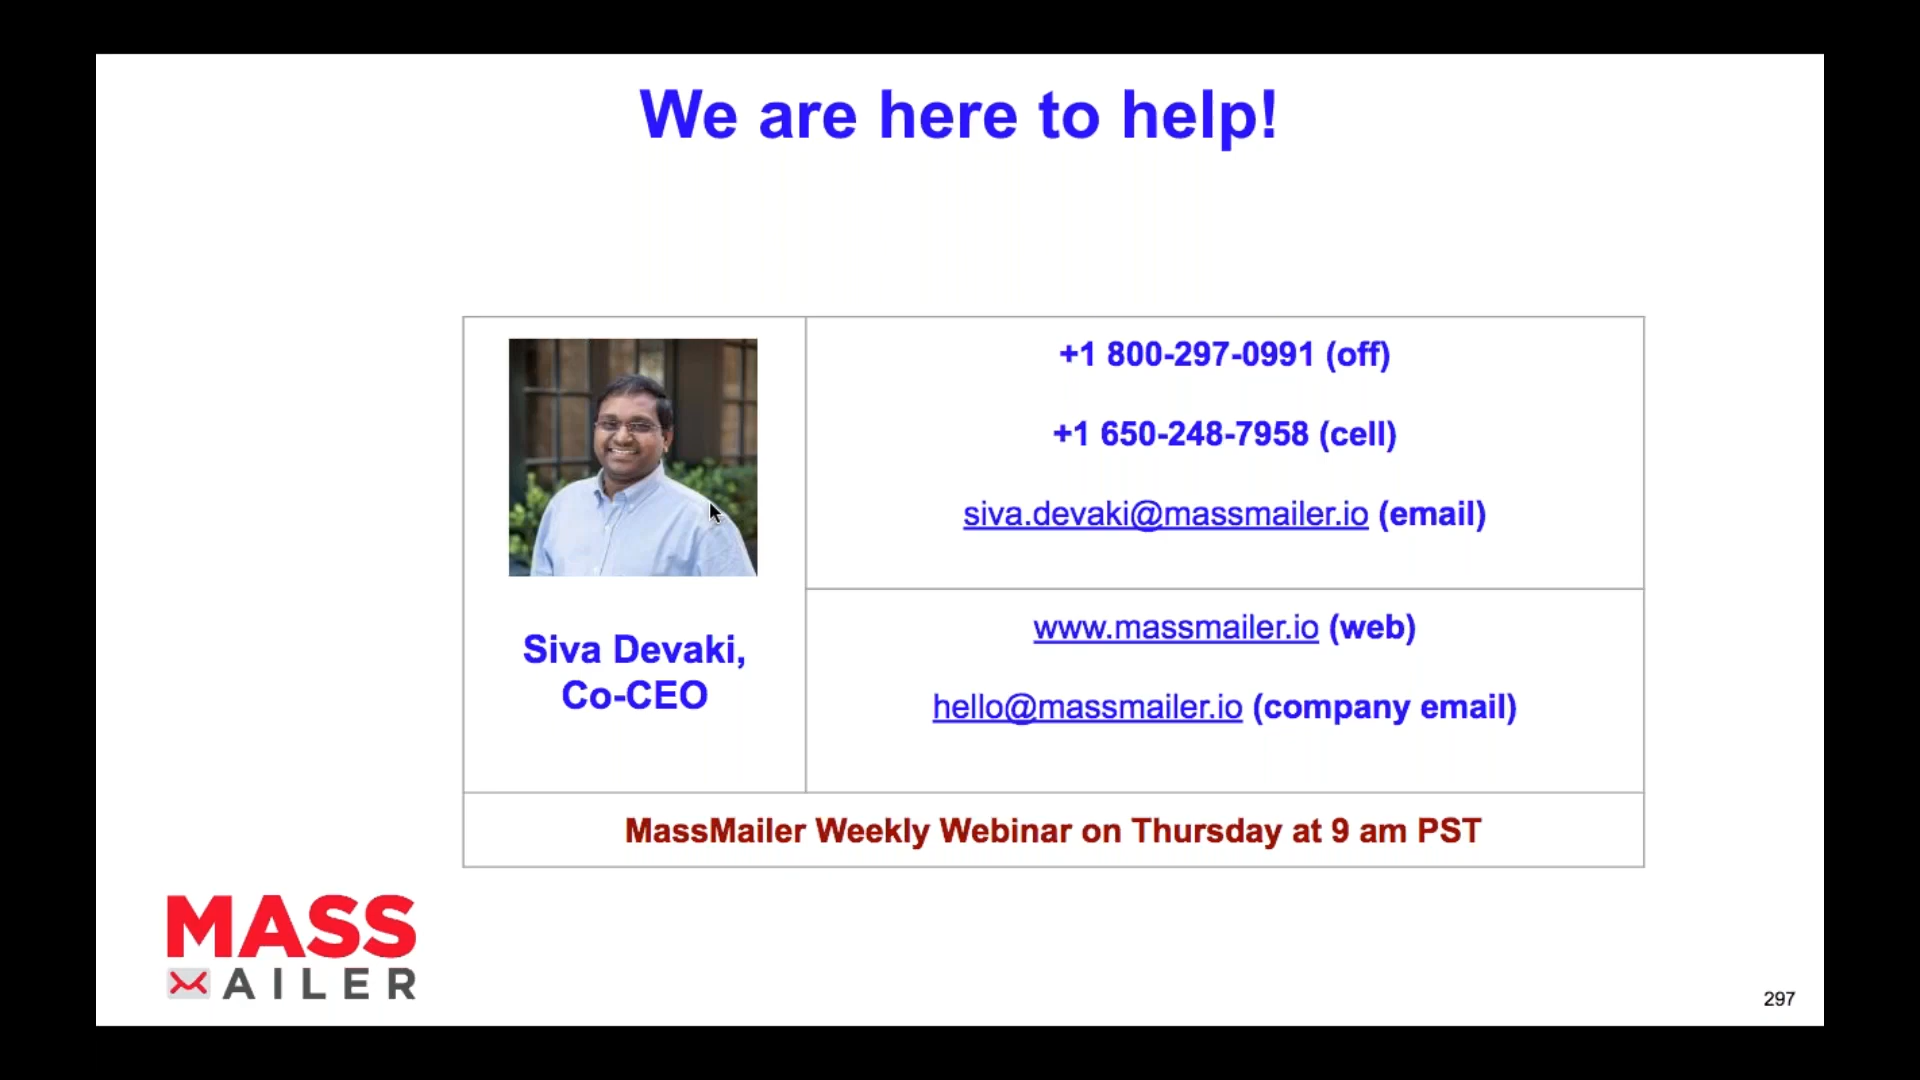 We are here to help!
+1 800-297-0991 (off)
+1 650-248-7958 (cell)
siva.devaki@massmailer.io (email)
Siva Devaki,
Co-CEO
www.massmailer.io (web)
hello@massmailer.io (company email)
MassMailer Weekly Webinar on Thursday at 9 am PST
MASS
AILER
297